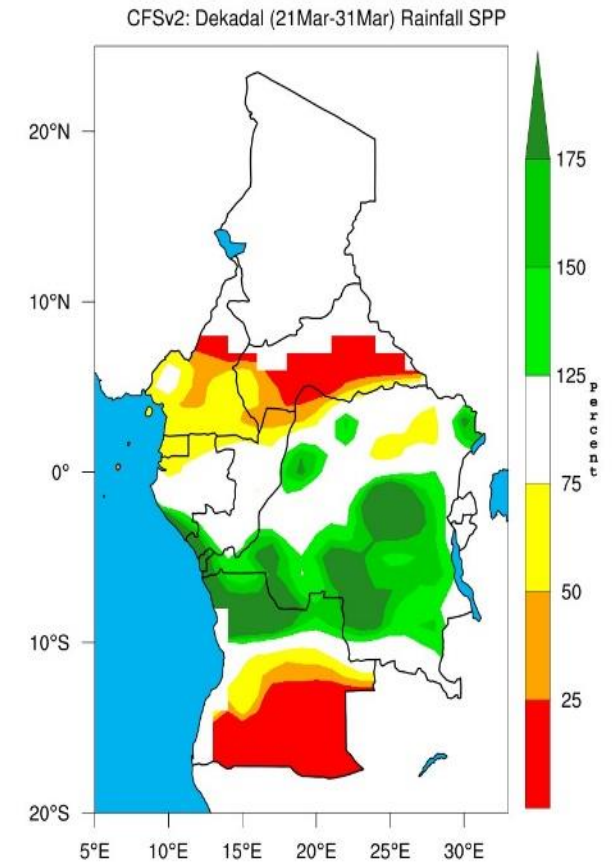 CFSv2: Dekadal (21Mar-31Mar) Rainfall SPP
20°N
10°N
0°
10°S
20°S
5°E 10°E 15°E 20°E 25°E 30°E
175
150
125
75
50
25
Percent